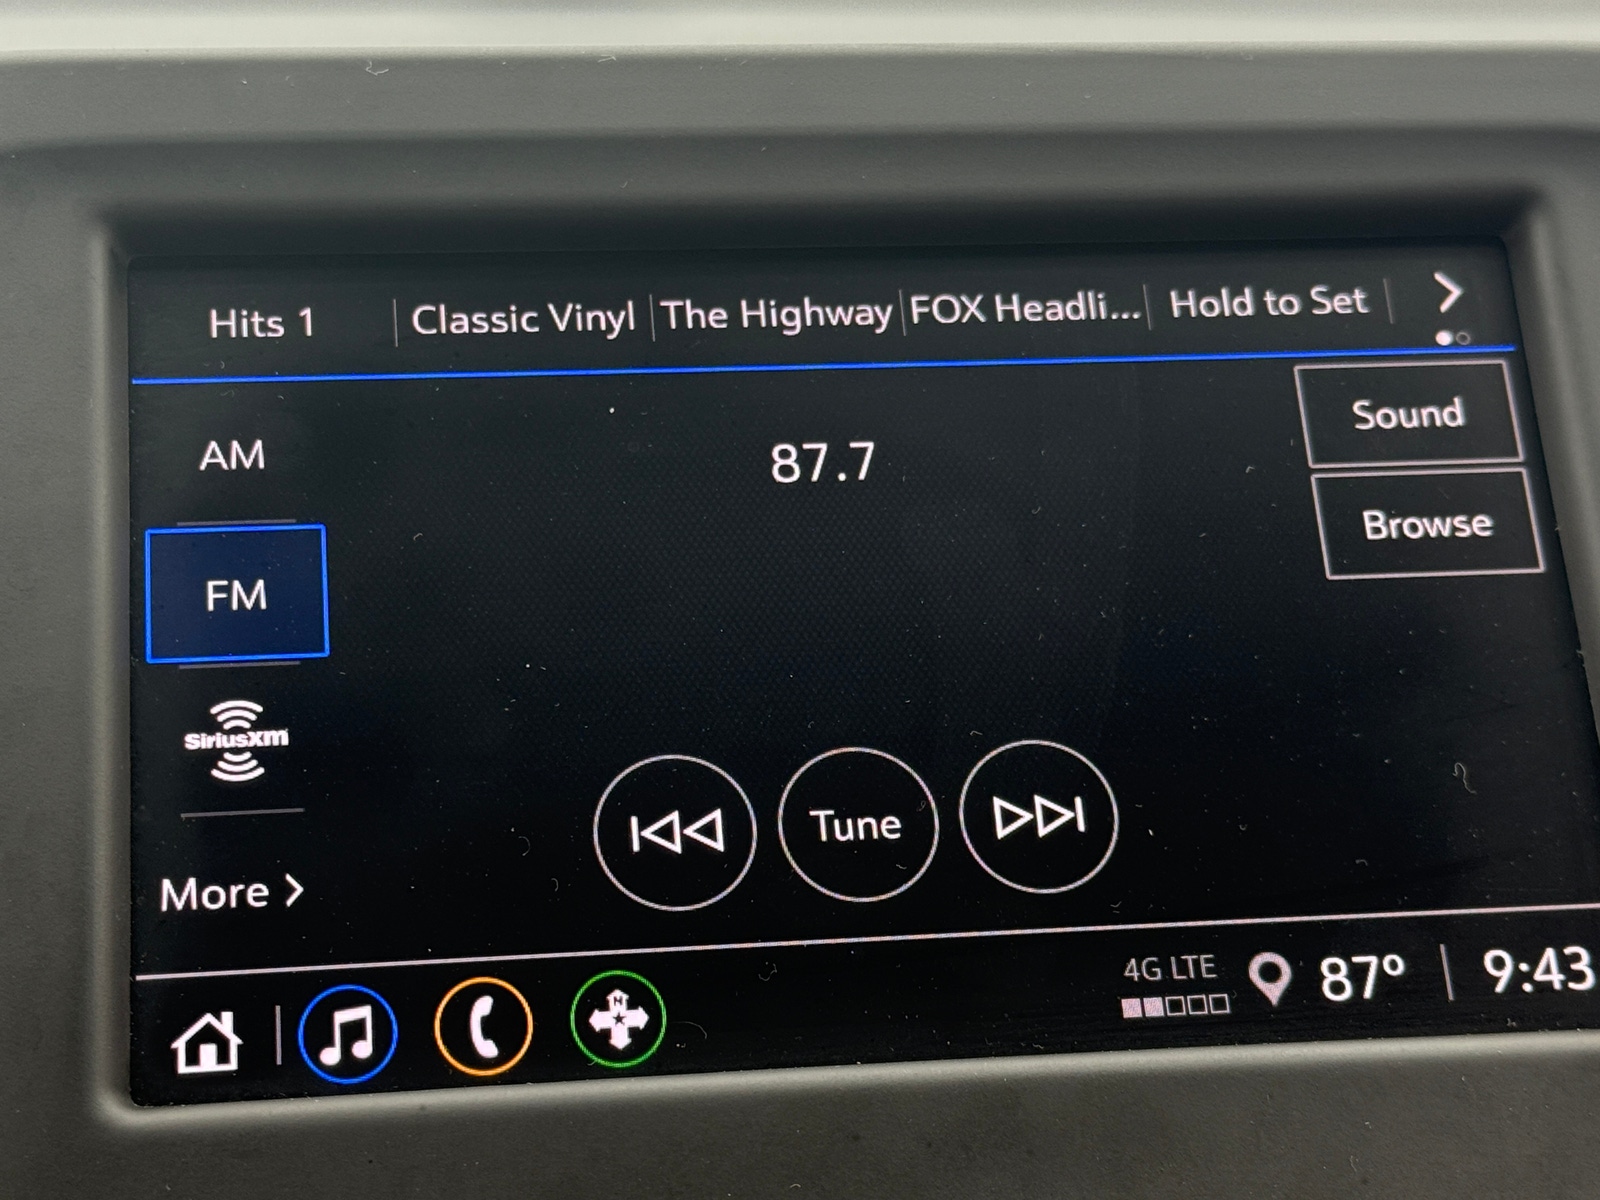 Hits 1
Classic Vinyl
The Highway
FOX Headli...
Hold to Set
AM
87.7
Sound
Browse
FM
SiriusXm
Tune
More
4G LTE
87°
9:43
N